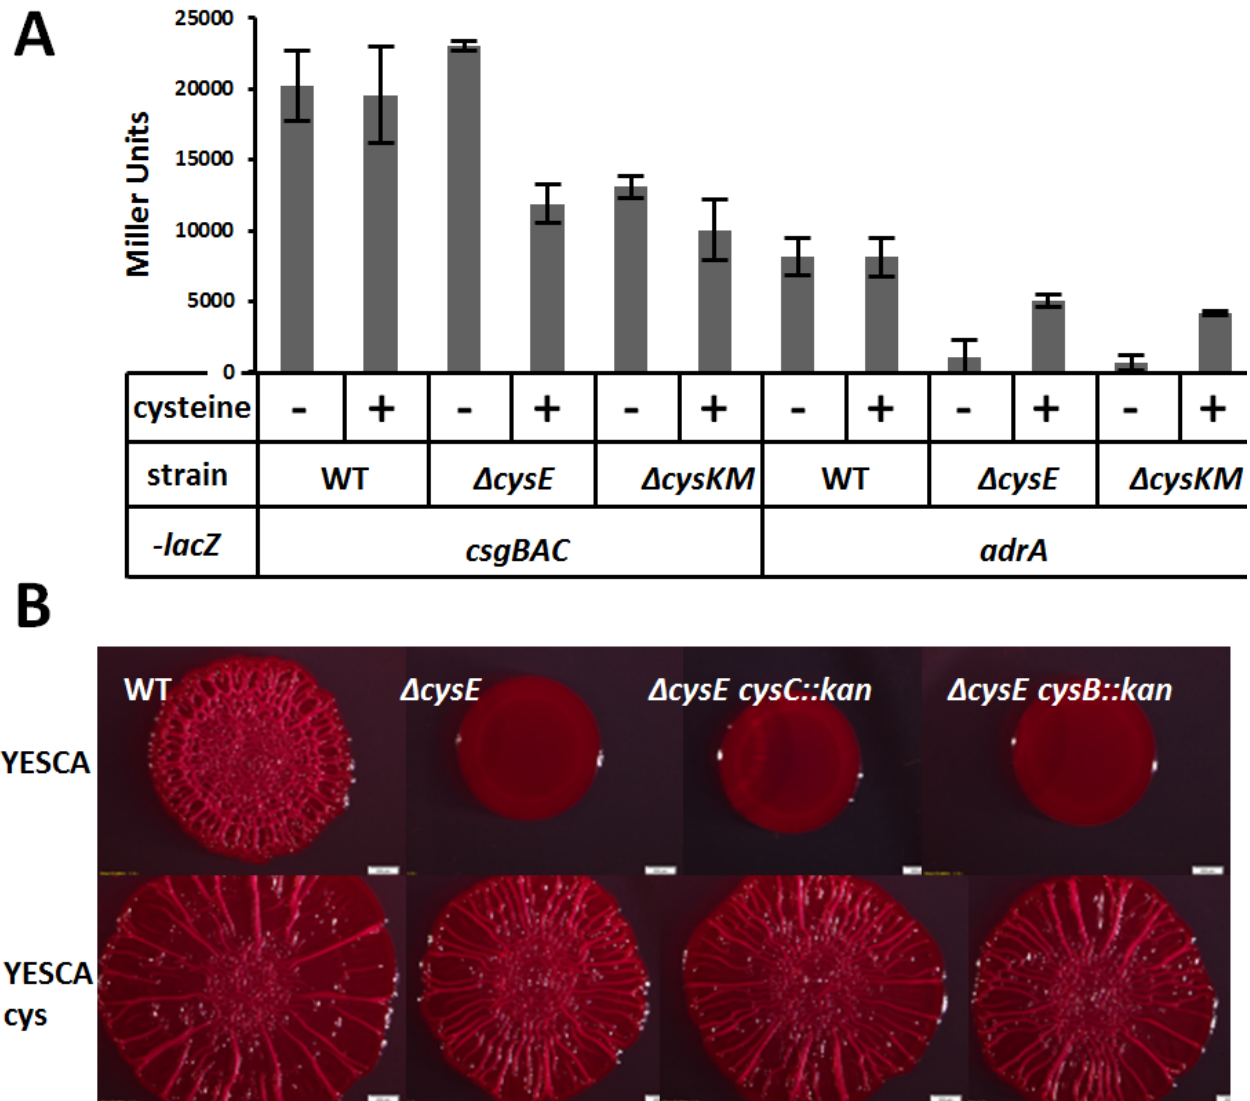 A
25000
20000
15000
10000
5000
0
Miller Units
cysteine - + - + - + - + - + - +
strain WT ΔcysE ΔcysKM WT ΔcysE ΔcysKM
-lacZ csgBAC adrA
B
WT ΔcysE ΔcysE cysC::kan ΔcysE cysB::kan
YESCA
YESCA
cys